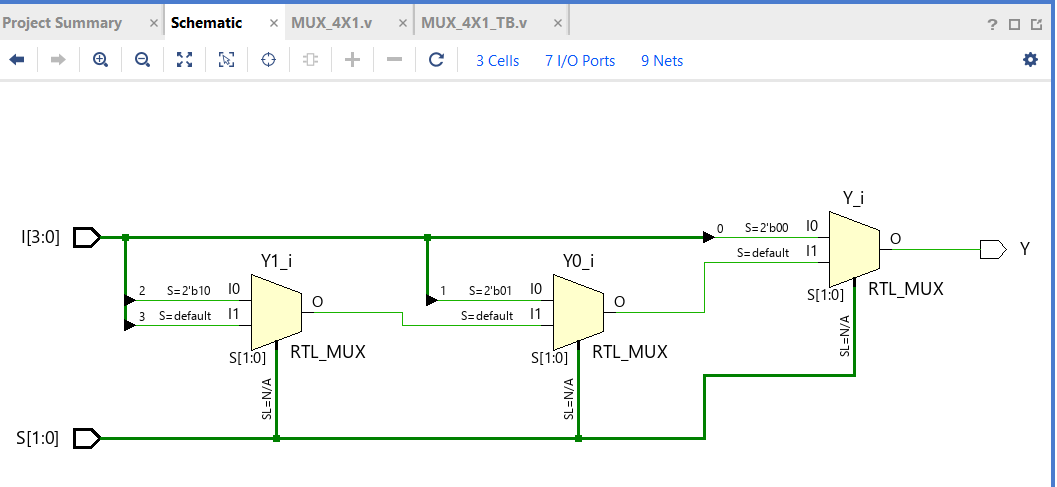 Project Summary × Schematic × MUX_4X1.v × MUX_4X1_TB.v ×
?
3 Cells 7 I/O Ports 9 Nets
Y_i
0 S=2'b00 I0
I[3:0]
O
Y
S=default I1
Y1_i
Y0_i
2 S=2'b10 I0
1 S=2'b01 I0
S[1:0]
RTL_MUX
O
O
3 S=default I1
S=default I1
SL=N/A
S[1:0]
RTL_MUX
S[1:0]
RTL_MUX
SL=N/A
SL=N/A
S[1:0]